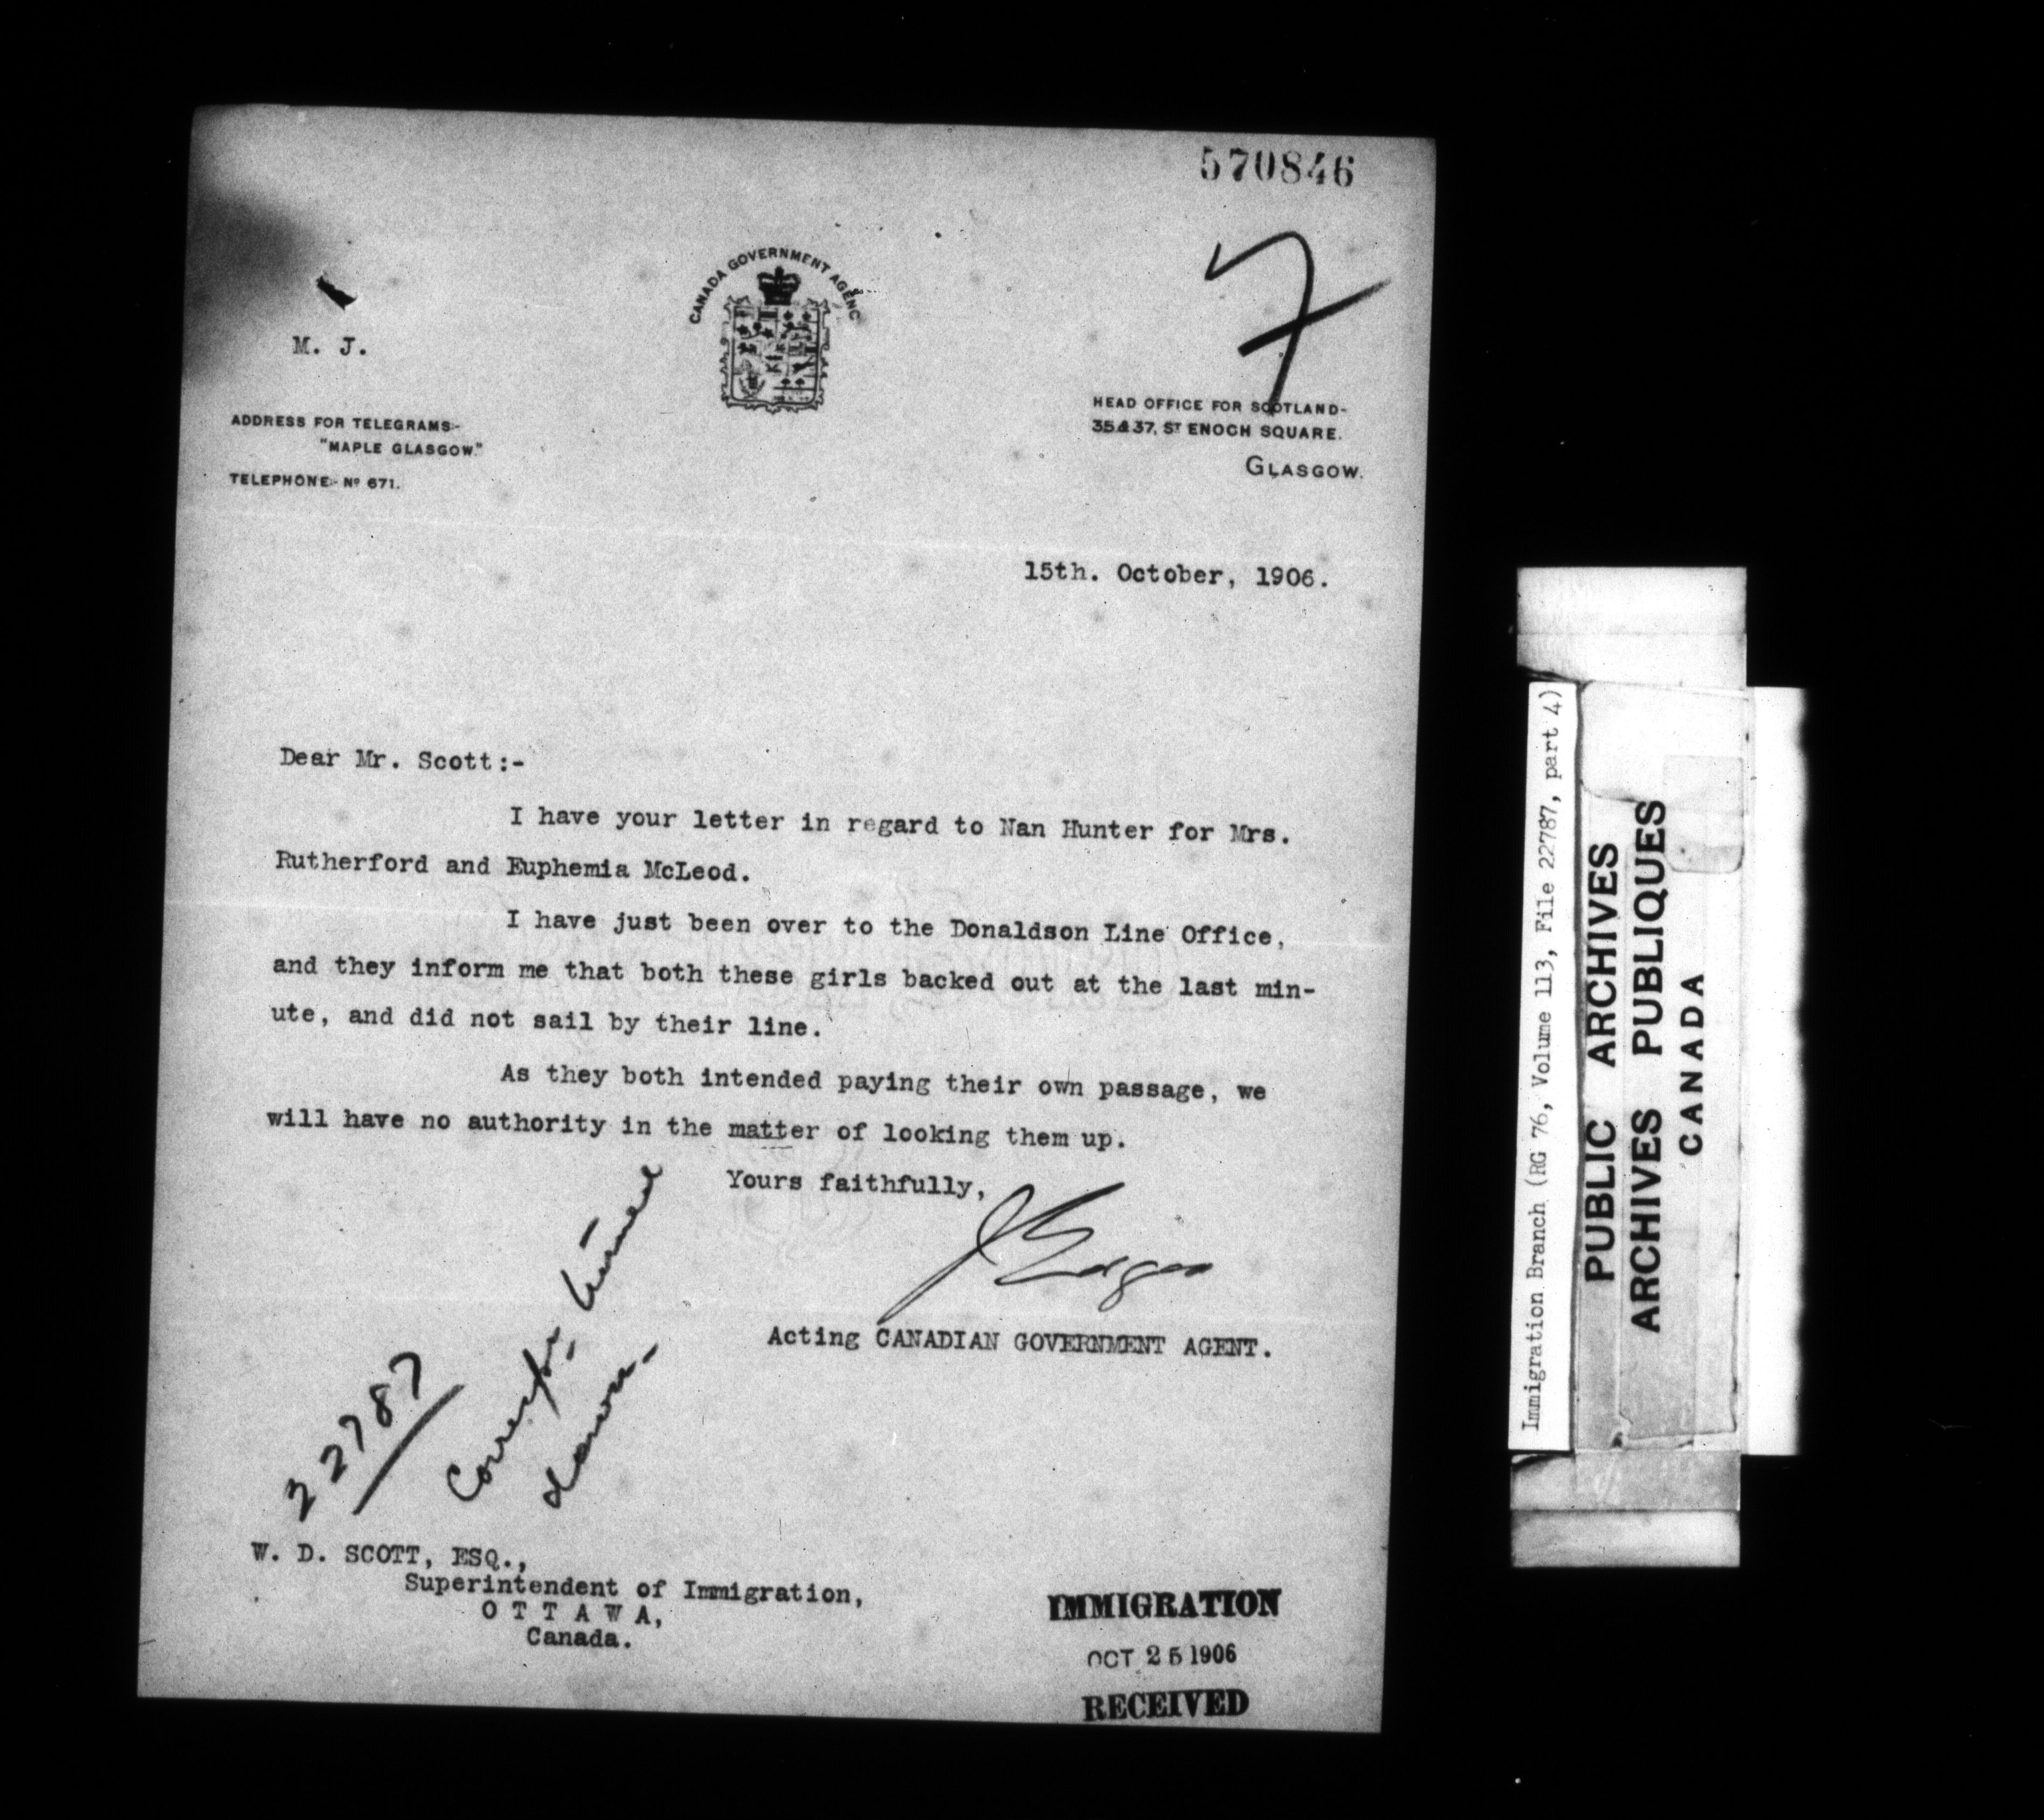 570846
7
CANADA GOVERNMENT AGENC
M. J.
ADDRESS FOR TELEGRAMS:-
"MAPLE GLASGOW."
TELEPHONE:- Nº 671.
HEAD OFFICE FOR SCOTLAND-
35 & 37, ST ENOCH SQUARE.
GLASGOW.
15th. October, 1906.
Dear Mr. Scott:-
I have your letter in regard to Nan Hunter for Mrs.
Rutherford and Euphemia McLeod.
I have just been over to the Donaldson Line Office,
and they inform me that both these girls backed out at the last min-
ute, and did not sail by their line.
As they both intended paying their own passage, we
will have no authority in the matter of looking them up.
Yours faithfully,
Acting CANADIAN GOVERNMENT AGENT.
22787
W. D. SCOTT, ESQ.,
Superintendent of Immigration,
O T T A W A,
Canada.
IMMIGRATION
OCT 25 1906
RECEIVED
Immigration Branch (RG 76, Volume 113, File 22787, part 4)
PUBLIC ARCHIVES
ARCHIVES PUBLIQUES
CANADA